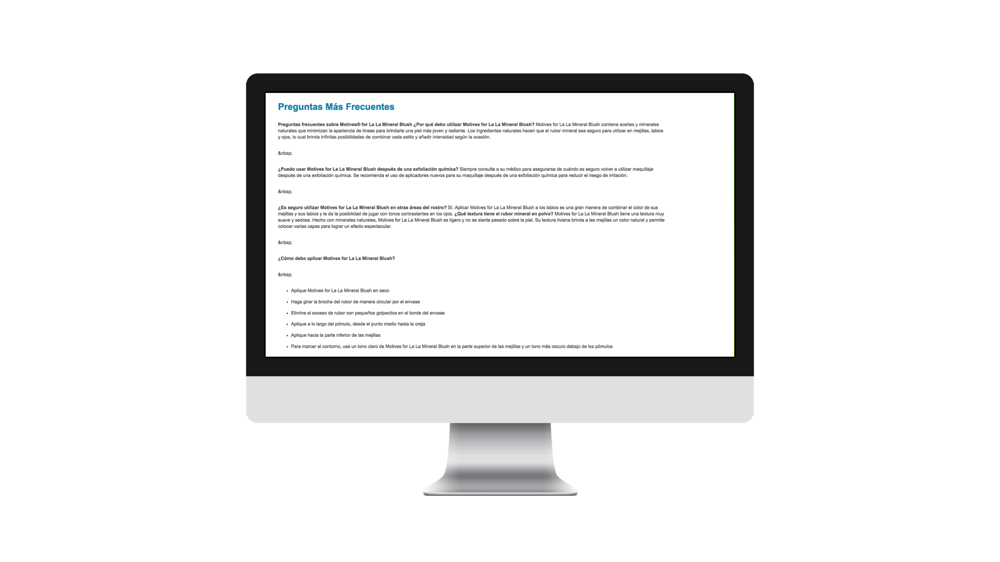 Preguntas Más Frecuentes
Preguntas frecuentes sobre Motives® for La La Mineral Blush ¿Por qué debo utilizar Motives for La La Mineral Blush? Motives for La La Mineral Blush contiene aceites y minerales
naturales que minimizan la apariencia de líneas para brindarle una piel más joven y radiante. Los ingredientes naturales hacen que el rubor mineral sea seguro para utilizar en mejillas, labios
y ojos, lo cual brinda infinitas posibilidades de combinar cada estilo y añadir intensidad según la ocasión.
&nbsp;
¿Puedo usar Motives for La La Mineral Blush después de una exfoliación química? Siempre consulte a su médico para asegurarse de cuándo es seguro volver a utilizar maquillaje
después de una exfoliación química. Se recomienda el uso de aplicadores nuevos para su maquillaje después de una exfoliación química para reducir el riesgo de irritación.
&nbsp;
¿Es seguro utilizar Motives for La La Mineral Blush en otras áreas del rostro? Sí. Aplicar Motives for La La Mineral Blush a los labios es una gran manera de combinar el color de sus
mejillas y sus labios y le da la posibilidad de jugar con tonos contrastantes en los ojos. ¿Qué textura tiene el rubor mineral en polvo? Motives for La La Mineral Blush tiene una textura muy
suave y sedosa. Hecho con minerales naturales, Motives for La La Mineral Blush es ligero y no se siente pesado sobre la piel. Su textura liviana brinda a las mejillas un color natural y permite
colocar varias capas para lograr un efecto espectacular.
&nbsp;
¿Cómo debo aplicar Motives for La La Mineral Blush?
&nbsp;
• Aplique Motives for La La Mineral Blush en seco
• Haga girar la brocha del rubor de manera circular por el envase
• Elimine el exceso de rubor con pequeños golpecitos en el borde del envase
• Aplique a lo largo del pómulo, desde el punto medio hasta la oreja
• Aplique hacia la parte inferior de las mejillas
• Para marcar el contorno, use un tono claro de Motives for La La Mineral Blush en la parte superior de las mejillas y un tono más oscuro debajo de los pómulos